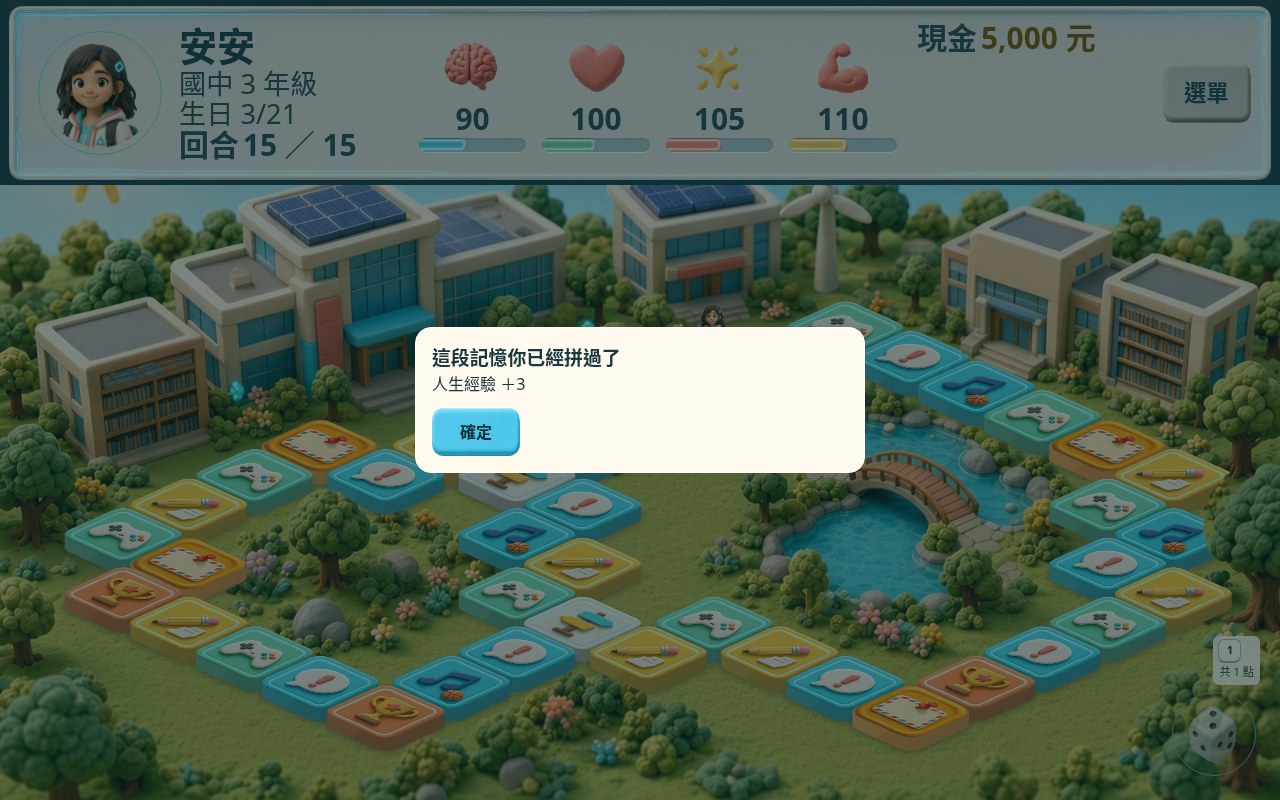 安安
國中 3 年級
生日 3/21
回合 15 ／ 15
90
100
105
110
現金 5,000 元
選單
這段記憶你已經拼過了
人生經驗 ＋3
確定
1
共 1 點